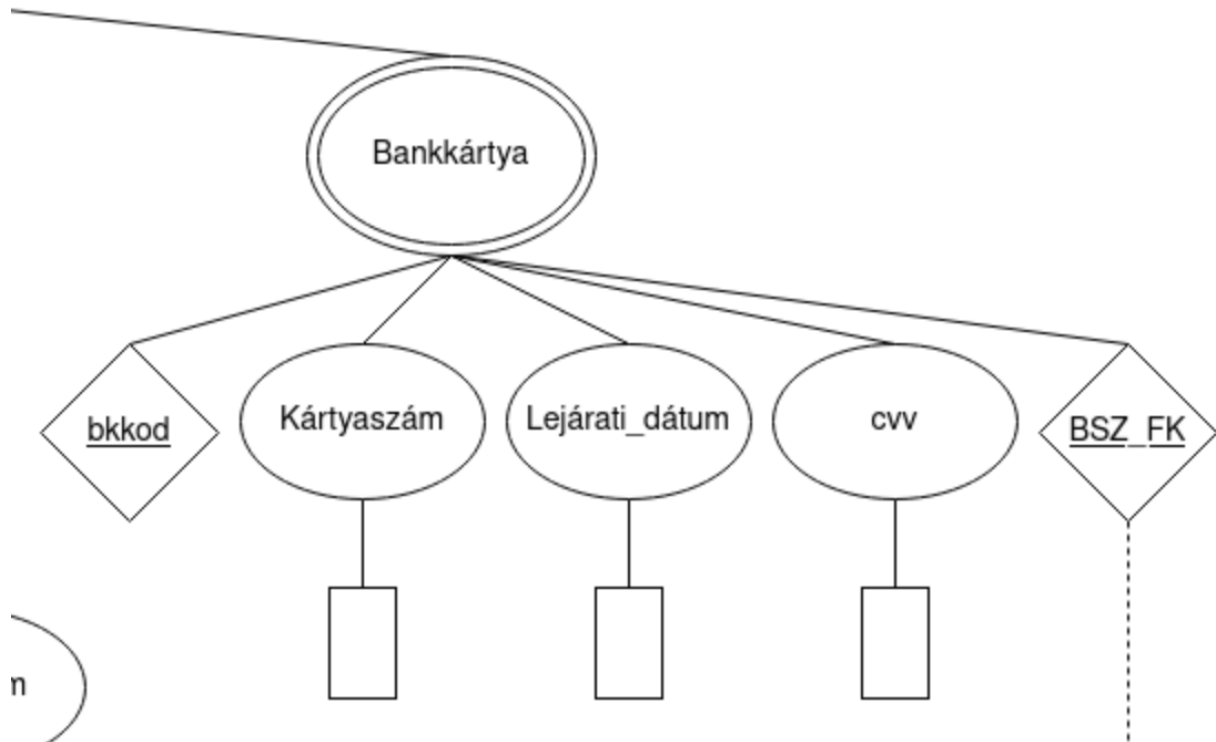 Bankkártya
bkkod
Kártyaszám
Lejárati_dátum
cvv
BSZ_FK
m